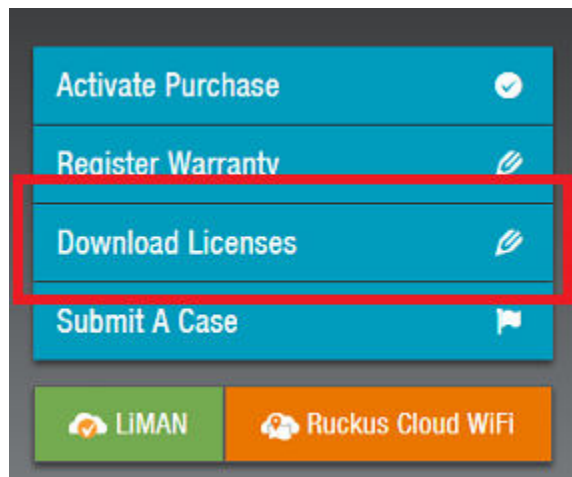 Activate Purchase
Register Warranty
Download Licenses
Submit A Case
LiMAN
Ruckus Cloud WiFi